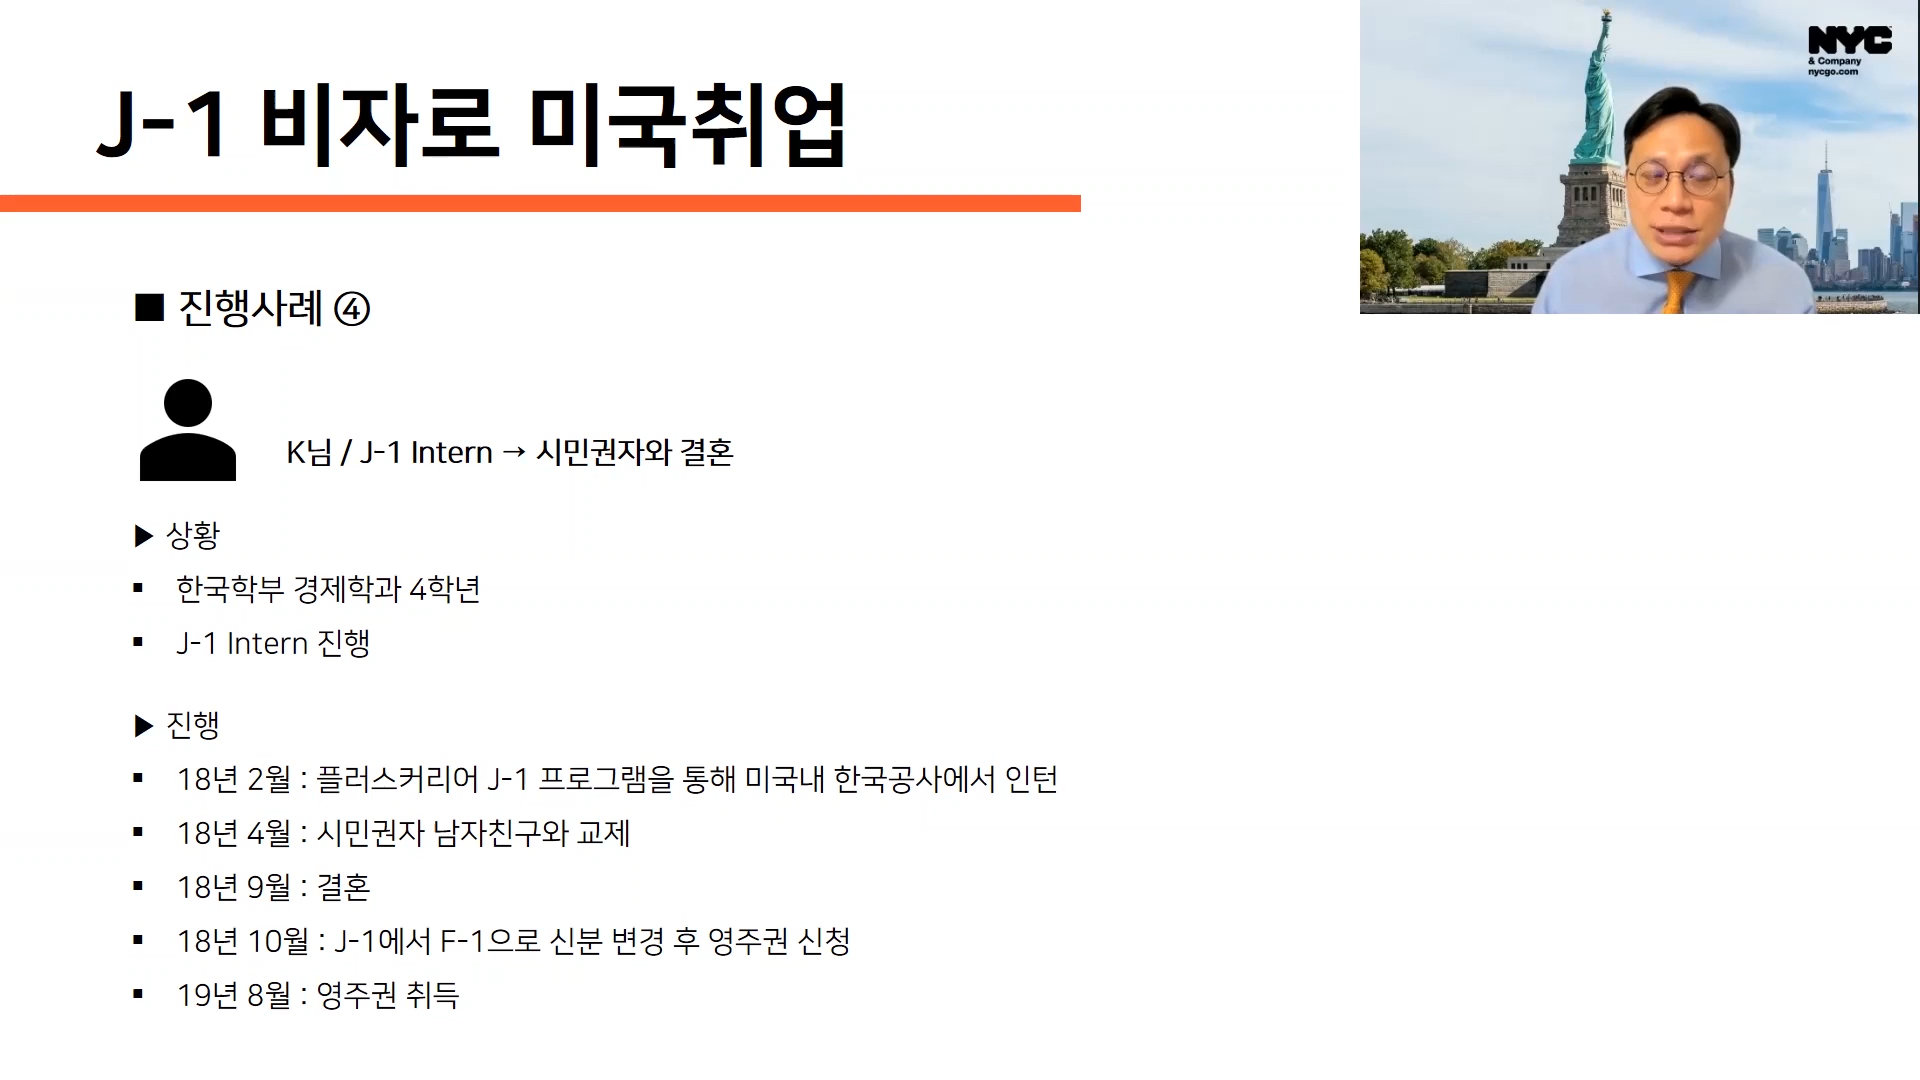 J-1 비자로 미국취업
NYC
& Company
nycgo.com
■ 진행사례 ④
K님 / J-1 Intern → 시민권자와 결혼
▶ 상황
▪ 한국학부 경제학과 4학년
▪ J-1 Intern 진행
▶ 진행
▪ 18년 2월 : 플러스커리어 J-1 프로그램을 통해 미국내 한국공사에서 인턴
▪ 18년 4월 : 시민권자 남자친구와 교제
▪ 18년 9월 : 결혼
▪ 18년 10월 : J-1에서 F-1으로 신분 변경 후 영주권 신청
▪ 19년 8월 : 영주권 취득